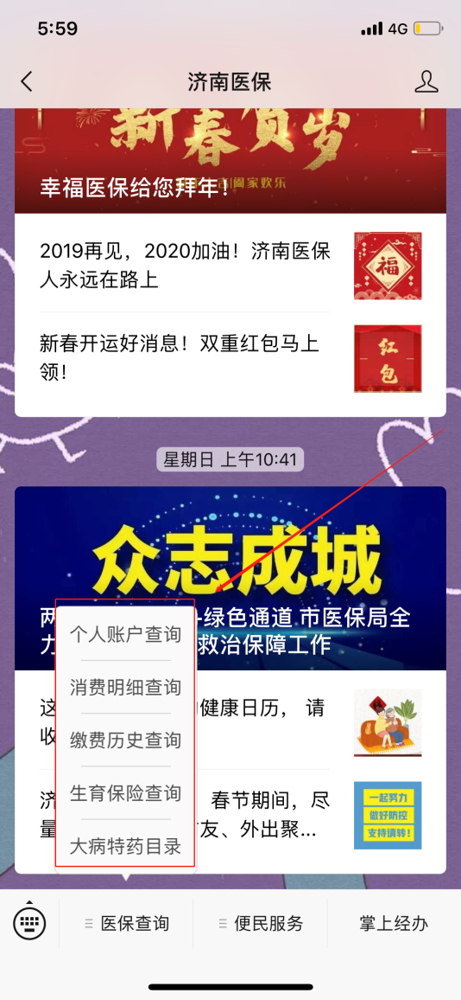 5:59
4G
济南医保
新春贺岁
幸福医保给您拜年!
阖家欢乐
2019再见，2020加油！济南医保
人永远在路上
福
新春开运好消息！双重红包马上
领!
红
包
星期日 上午10:41
众志成城
两
绿色通道 市医保局全
力
救治保障工作
个人账户查询
消费明细查询
缴费历史查询
生育保险查询
大病特药目录
这
健康日历， 请
收
济
春节期间，尽
量
友、外出聚...
一起努力
做好防控
支持调转!
医保查询
便民服务
掌上经办